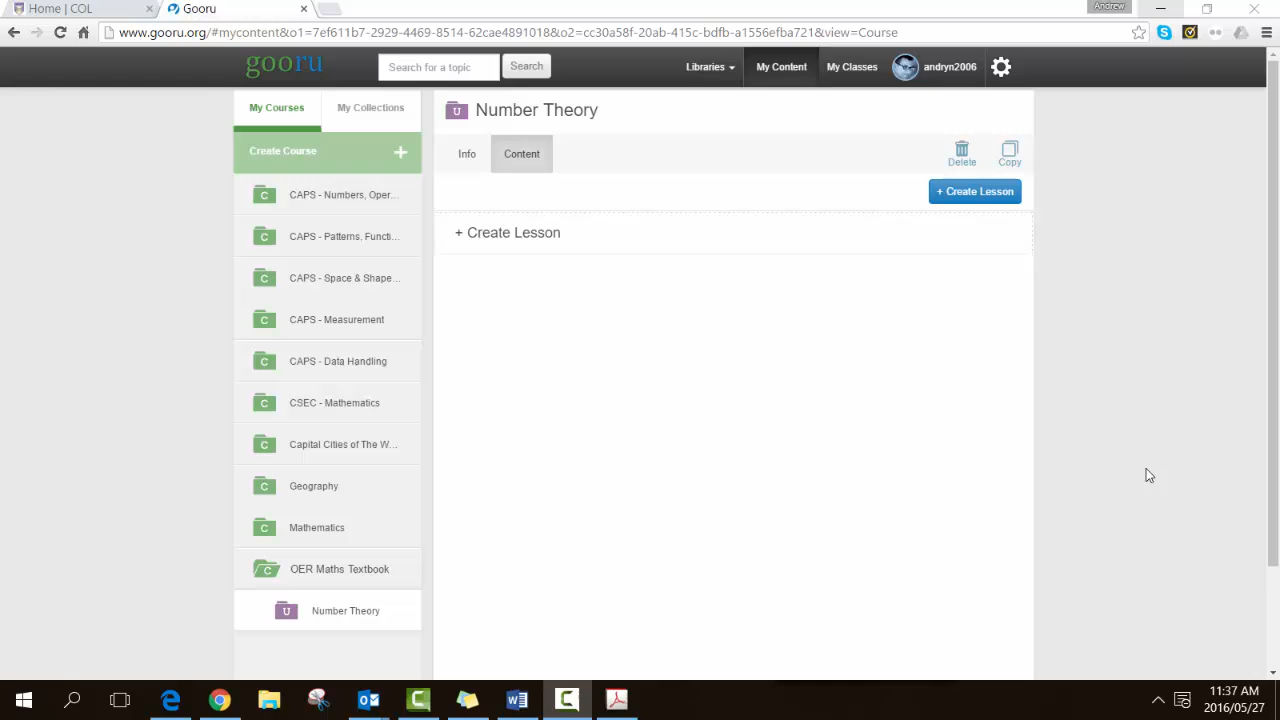 Home | COL
Gooru
Andrew
www.gooru.org/#mycontent&o1=7ef611b7-2929-4469-851f-62cae4891018&o2=cc30a58f-20ab-415c-bdfb-a1556efba721&view=Course
gooru
Search for a topic
Search
Libraries
My Content
My Classes
andryn2006
My Courses
My Collections
Create Course
C CAPS - Numbers, Oper...
C CAPS - Patterns, Functi...
C CAPS - Space & Shape...
C CAPS - Measurement
C CAPS - Data Handling
C CSEC - Mathematics
C Capital Cities of The W...
C Geography
C Mathematics
C OER Maths Textbook
U Number Theory
U Number Theory
Info
Content
Delete
Copy
+ Create Lesson
+ Create Lesson
11:37 AM
2016/05/27